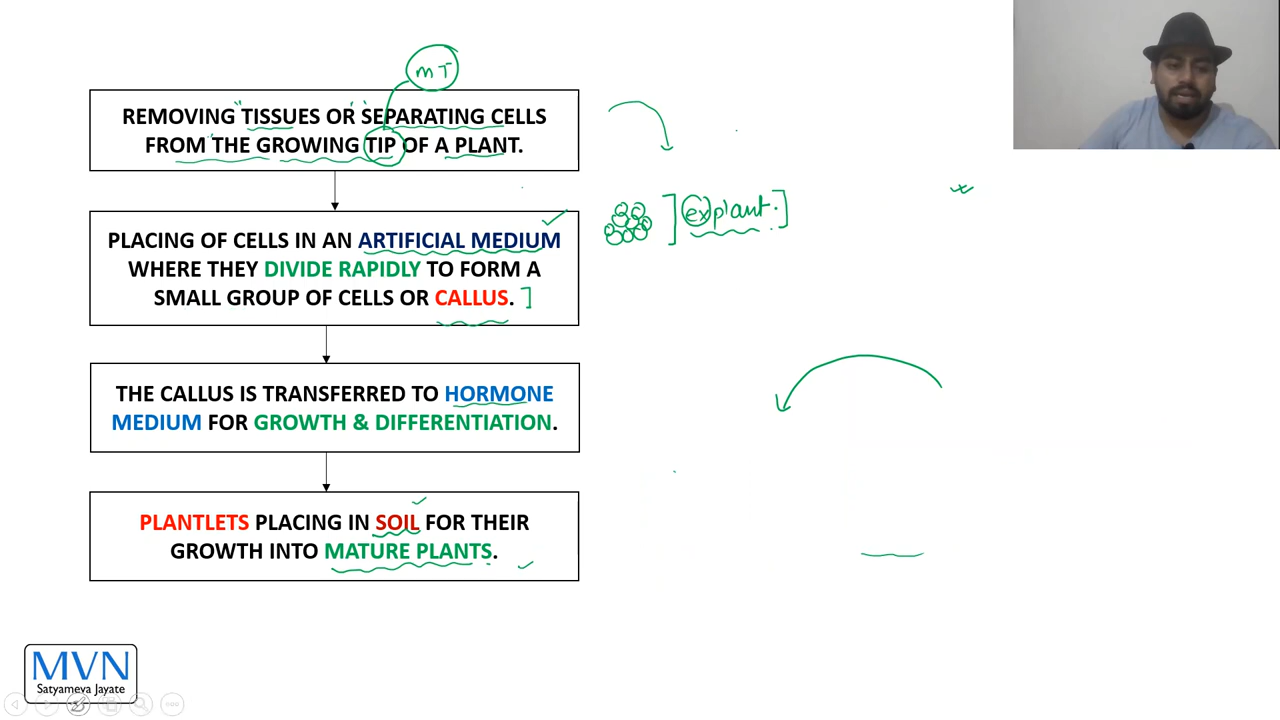 mT
REMOVING TISSUES OR SEPARATING CELLS
FROM THE GROWING TIP OF A PLANT.
explant.
PLACING OF CELLS IN AN ARTIFICIAL MEDIUM
WHERE THEY DIVIDE RAPIDLY TO FORM A
SMALL GROUP OF CELLS OR CALLUS.
THE CALLUS IS TRANSFERRED TO HORMONE
MEDIUM FOR GROWTH & DIFFERENTIATION.
PLANTLETS PLACING IN SOIL FOR THEIR
GROWTH INTO MATURE PLANTS.
MVN
Satyameva Jayate